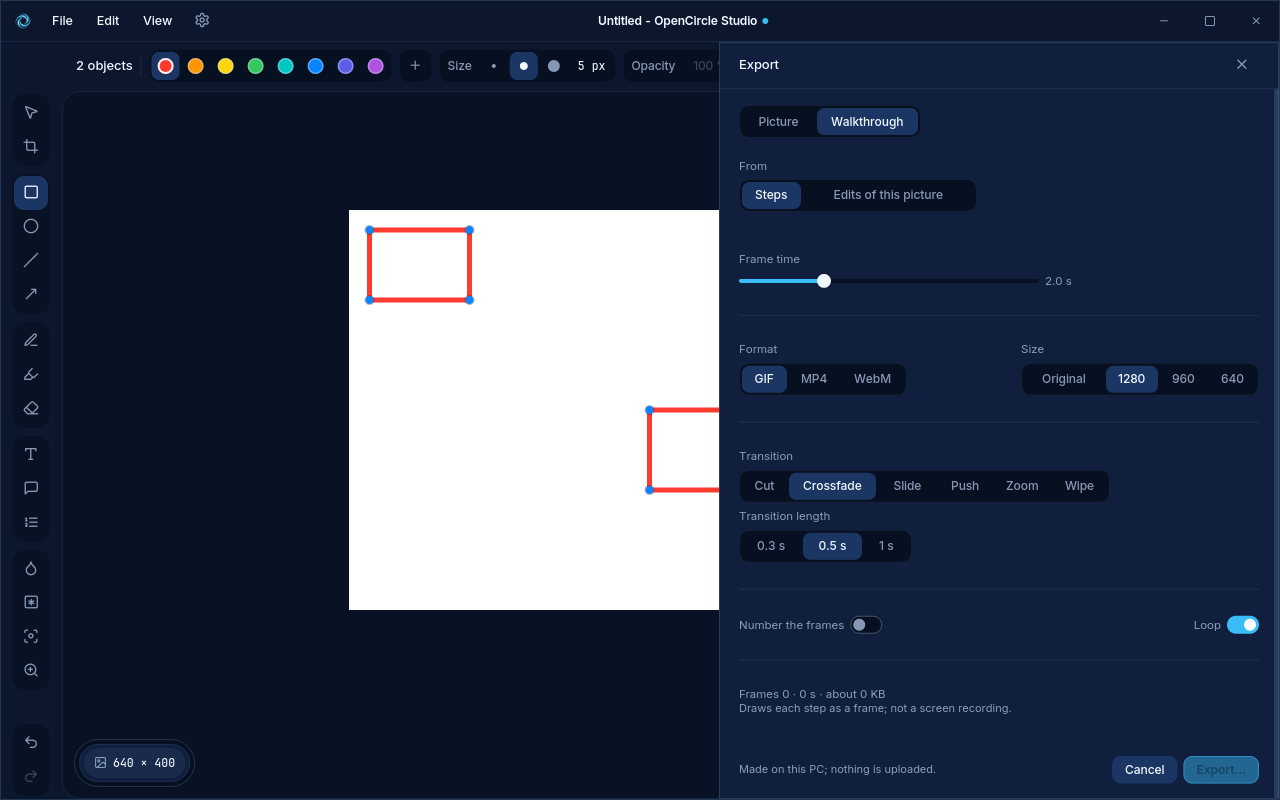 File Edit View
Untitled - OpenCircle Studio
2 objects
Size
5 px
Opacity
100
Export
Picture Walkthrough
From
Steps Edits of this picture
Frame time
2.0 s
Format
GIF MP4 WebM
Size
Original 1280 960 640
Transition
Cut Crossfade Slide Push Zoom Wipe
Transition length
0.3 s 0.5 s 1 s
Number the frames
Loop
Frames 0 · 0 s · about 0 KB
Draws each step as a frame; not a screen recording.
640 × 400
Made on this PC; nothing is uploaded.
Cancel Export...